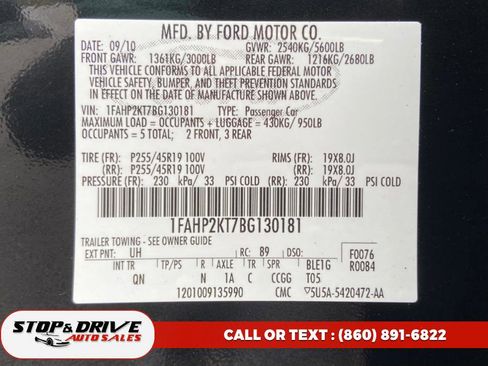 MFD. BY FORD MOTOR CO.
DATE: 09/10 GVWR: 2540KG/5600LB
FRONT GAWR: 1361KG/3000LB REAR GAWR: 1216KG/2680LB
THIS VEHICLE CONFORMS TO ALL APPLICABLE FEDERAL MOTOR
VEHICLE SAFETY, BUMPER, AND THEFT PREVENTION STANDARDS
IN EFFECT ON THE DATE OF MANUFACTURE SHOWN ABOVE.
VIN: 1FAHP2KT7BG130181 TYPE: Passenger Car
MAXIMUM LOAD = OCCUPANTS + LUGGAGE = 430KG/ 950LB
OCCUPANTS = 5 TOTAL; 2 FRONT, 3 REAR
TIRE (FR): P255/45R19 100V RIMS (FR): 19X8.0J
(RR): P255/45R19 100V (RR): 19X8.0J
PRESSURE (FR): 230 kPa/ 33 PSI COLD (RR): 230 kPa/ 33 PSI COLD
1FAHP2KT7BG130181
TRAILER TOWING - SEE OWNER GUIDE
EXT PNT: UH RC: 89 DSO: F0076
INT TR TP/PS R AXLE TR SPR BLE1G R0084
QN N 1A C CCGG T05
1201009135990 CMC ▽5U5A-5420472-AA
STOP & DRIVE
AUTO SALES
CALL OR TEXT : (860) 891-6822